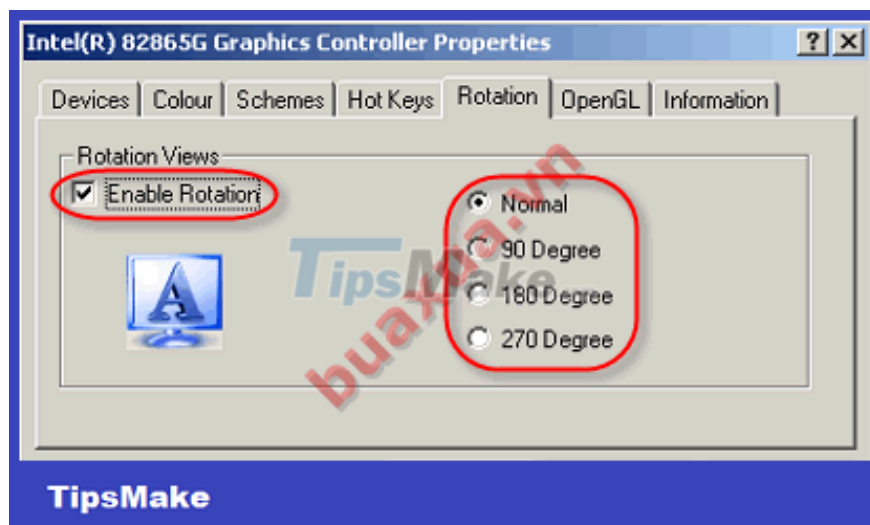 Intel(R) 82865G Graphics Controller Properties
Devices Colour Schemes Hot Keys Rotation OpenGL Information
Rotation Views
Enable Rotation
Normal
90 Degree
180 Degree
270 Degree
A
TipsMake
buaxua.vn
TipsMake